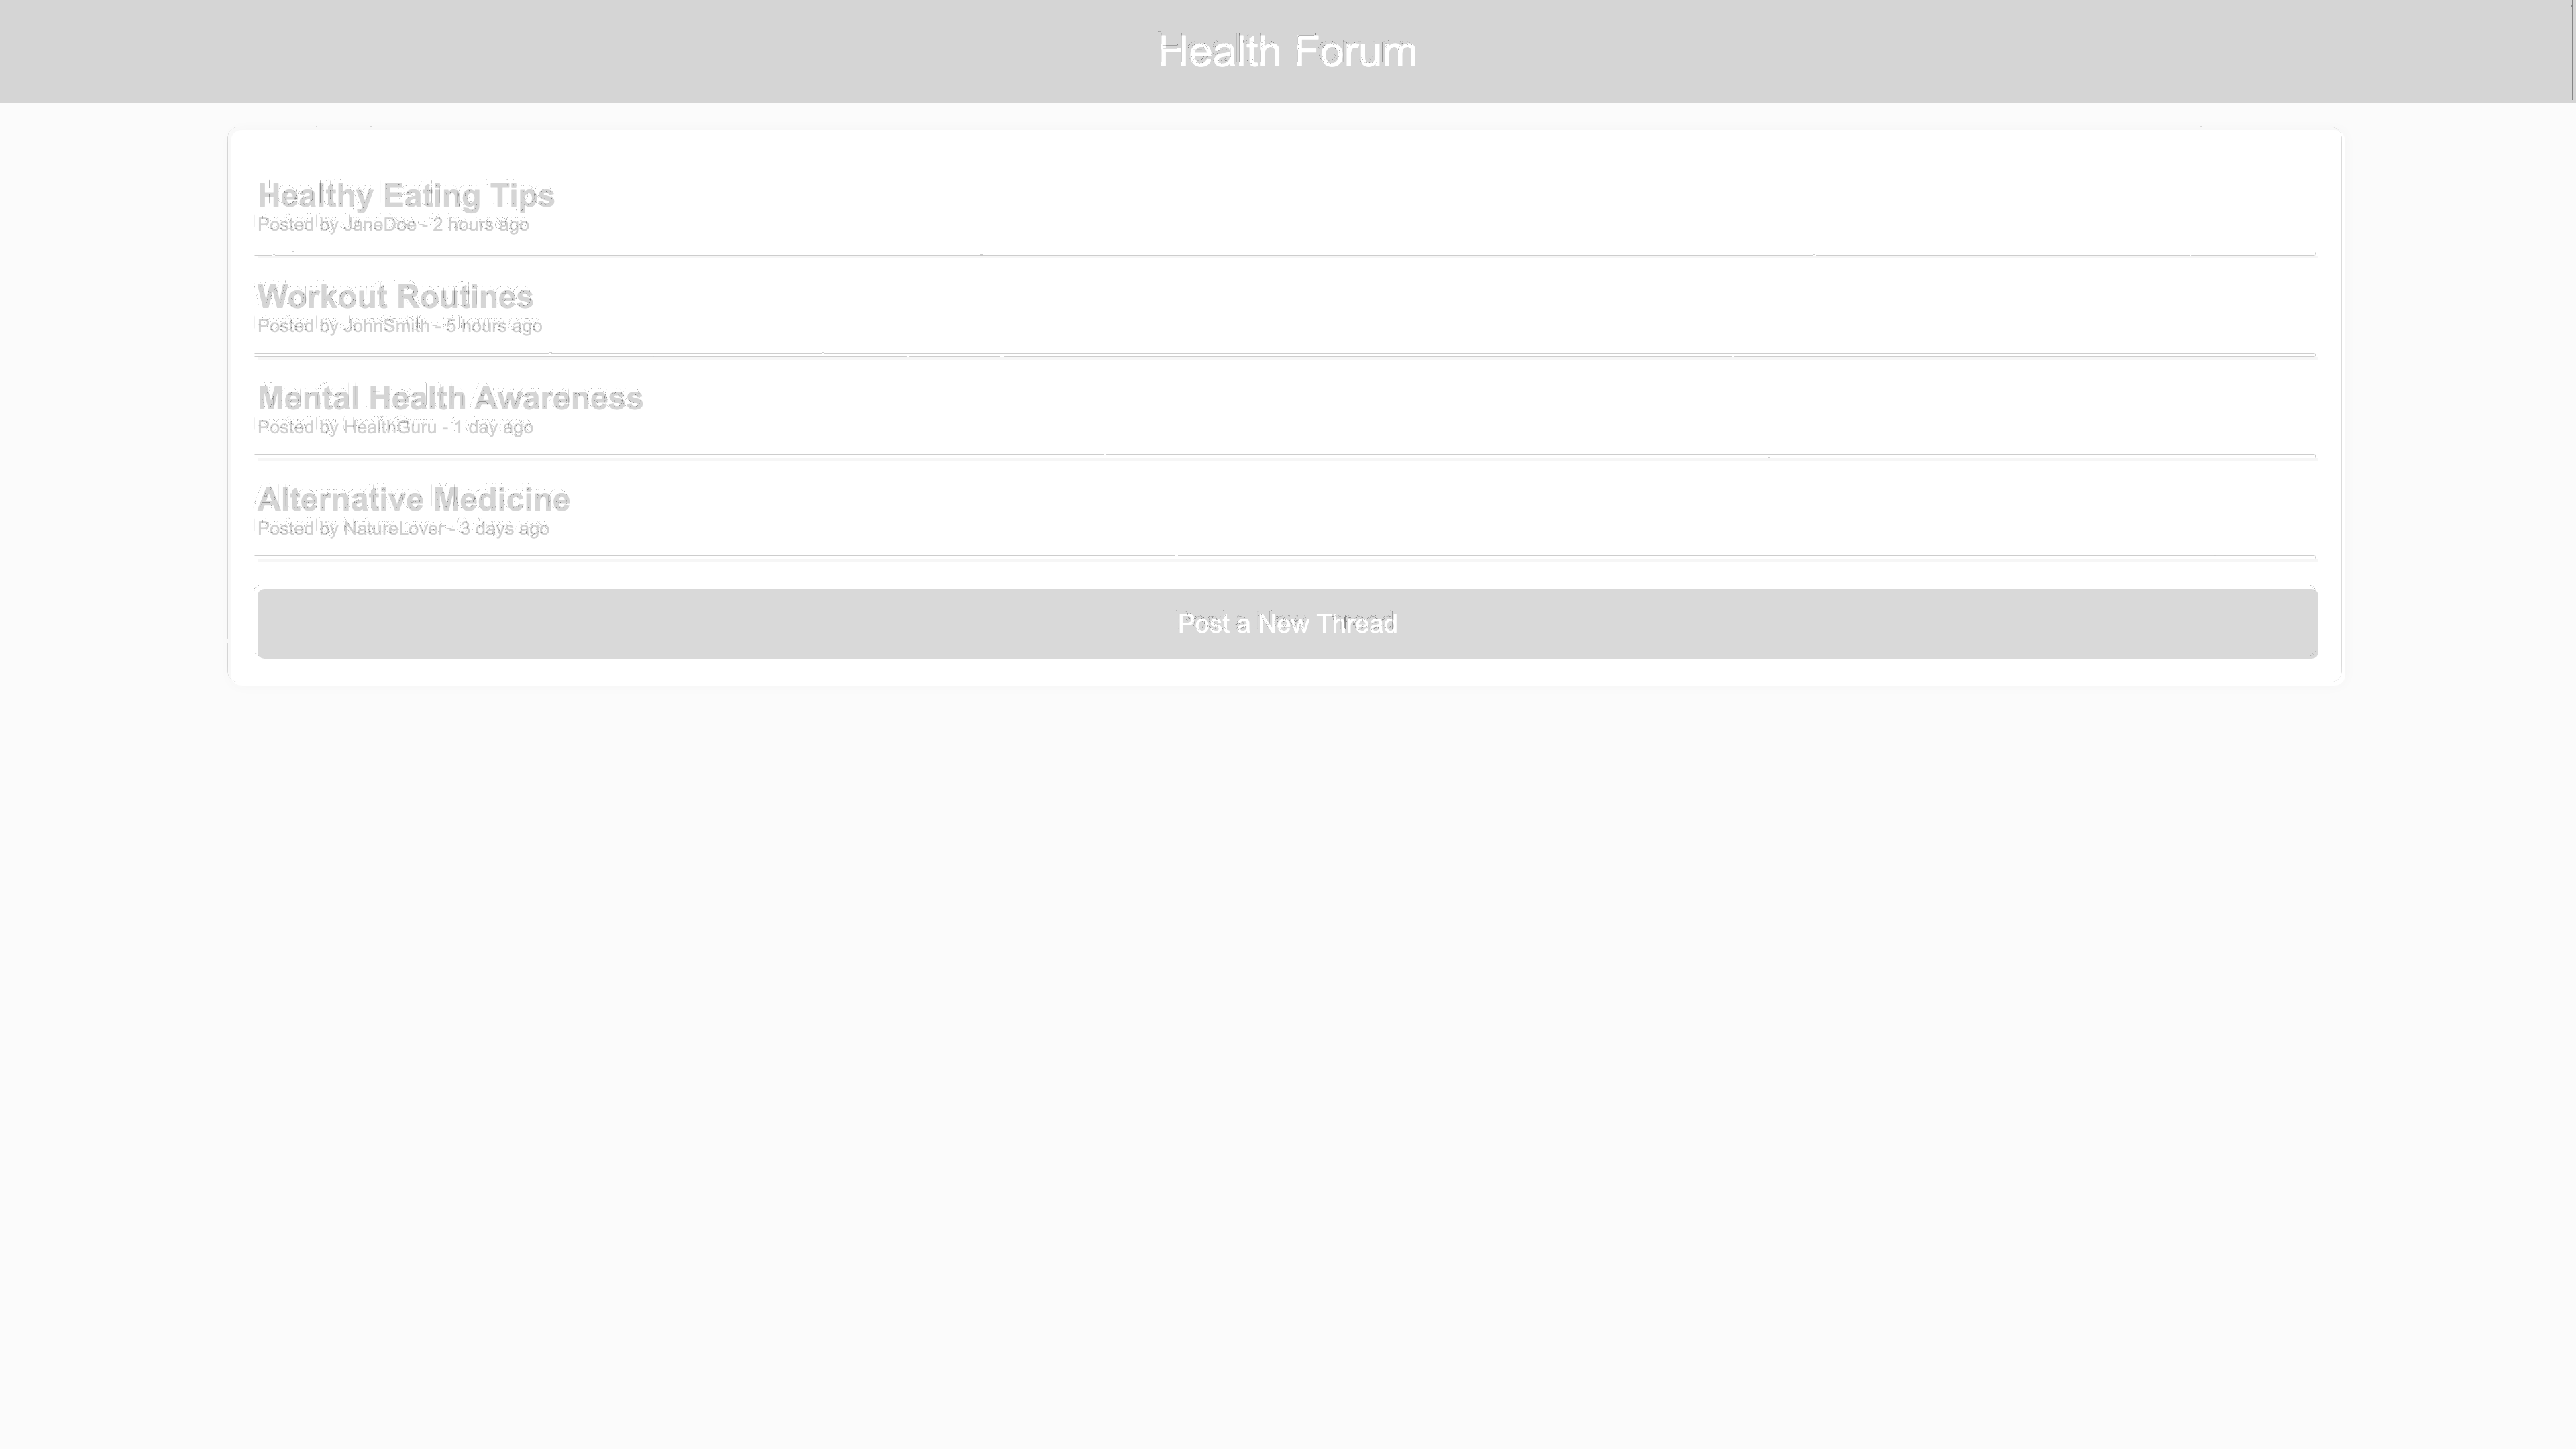 Health Forum
Healthy Eating Tips
Posted by JaneDoe - 2 hours ago
Workout Routines
Posted by JohnSmith - 5 hours ago
Mental Health Awareness
Posted by HealthGuru - 1 day ago
Alternative Medicine
Posted by NatureLover - 3 days ago
Post a New Thread